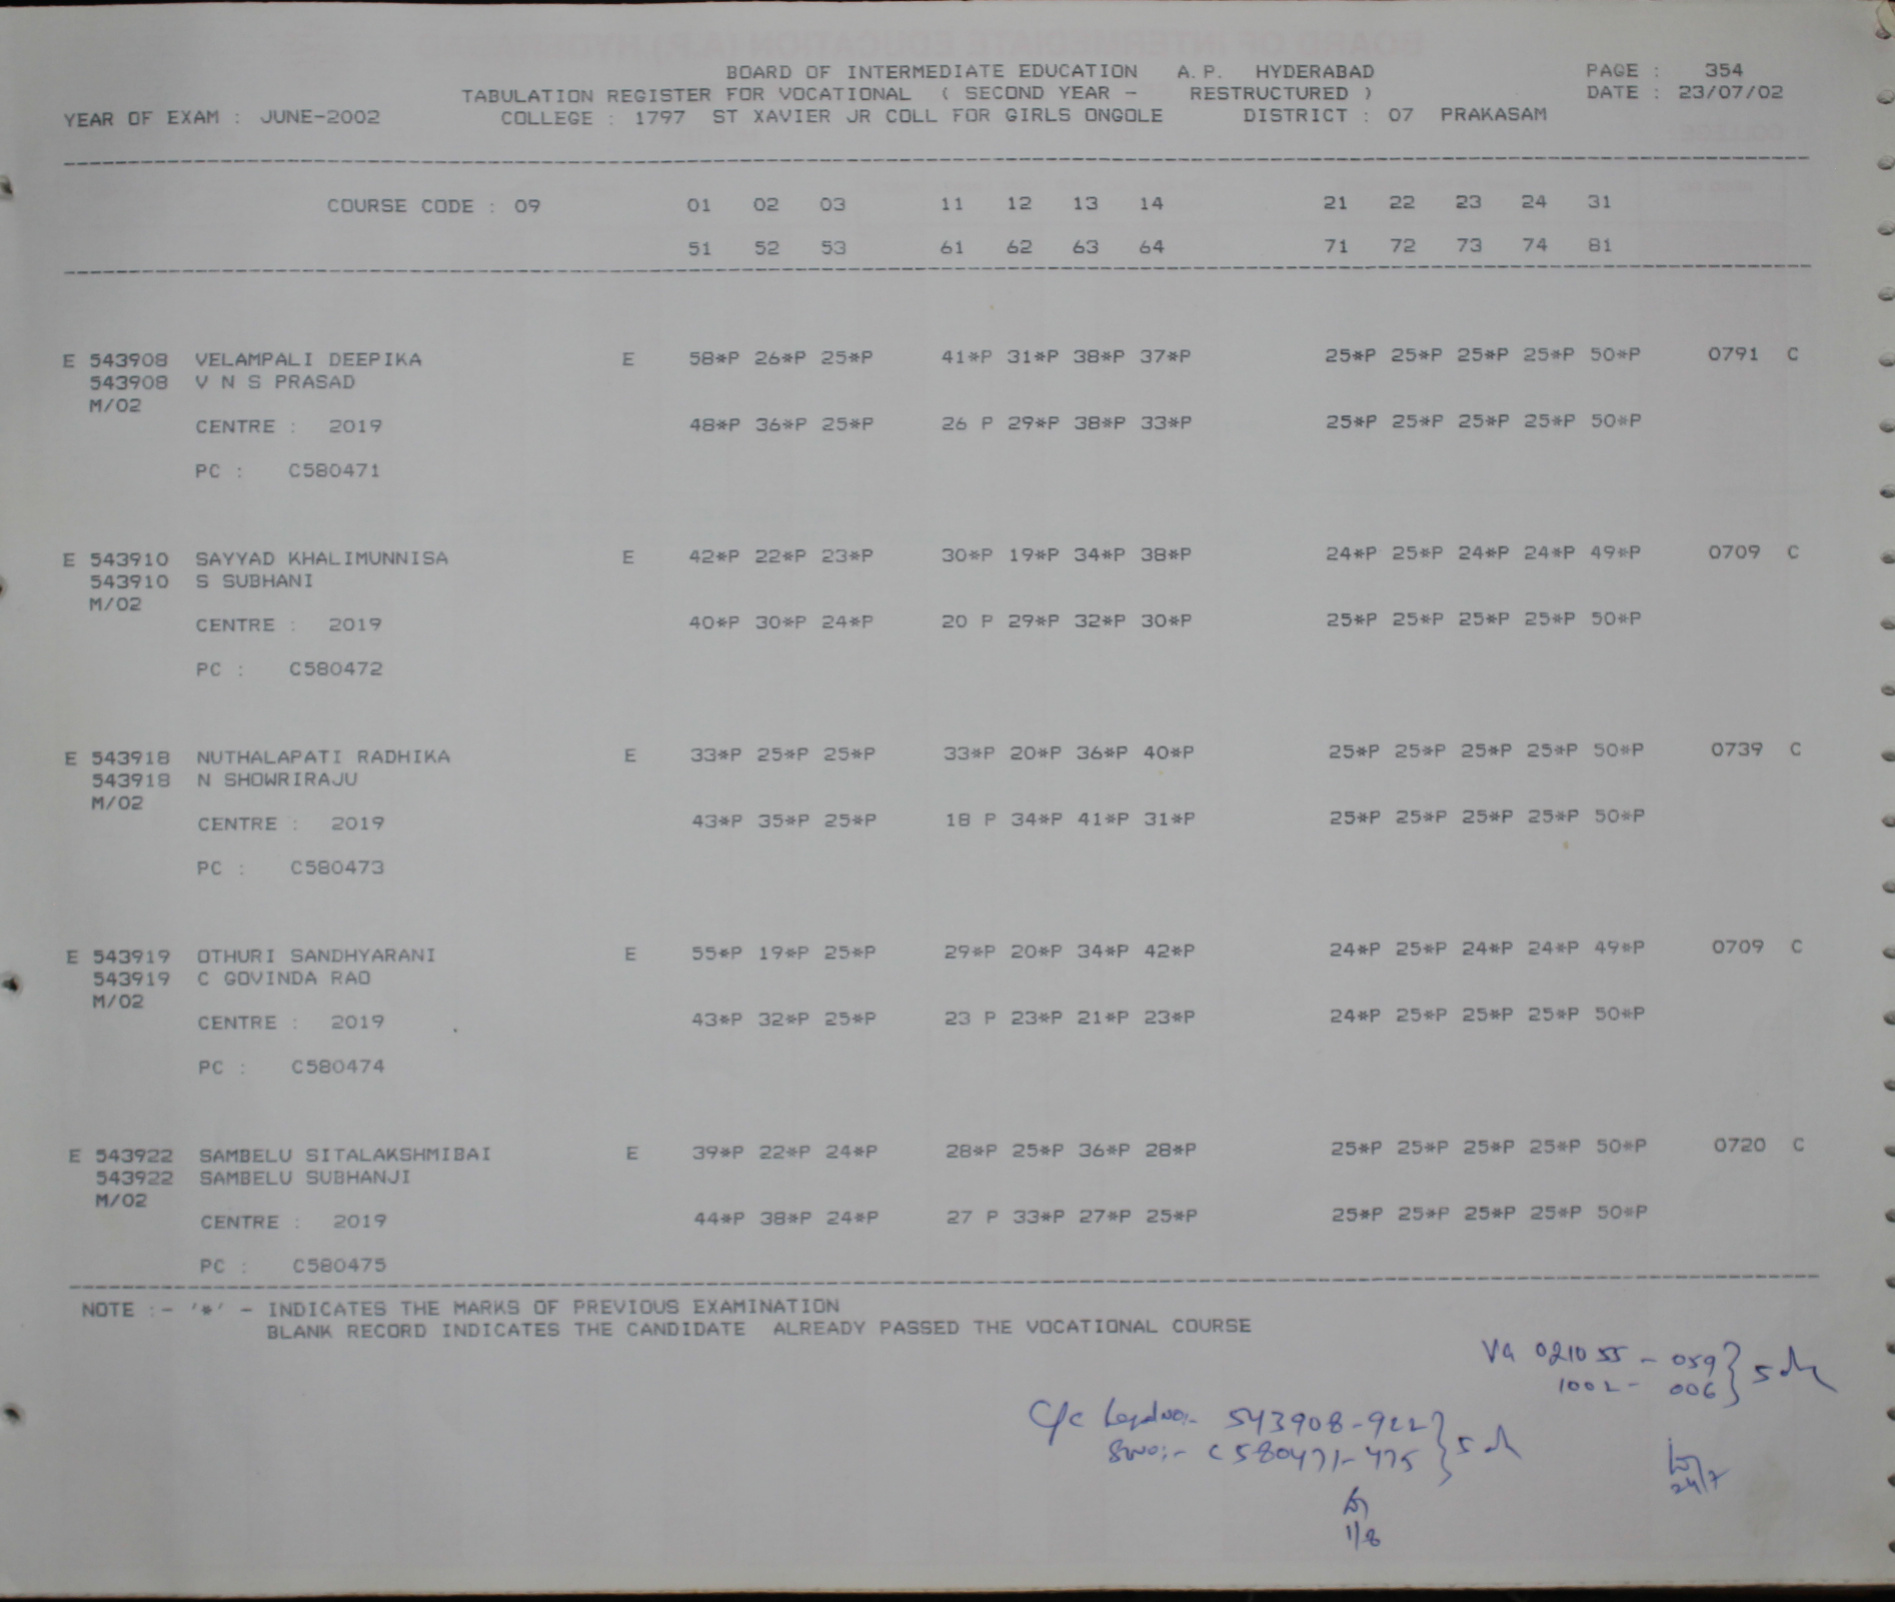 BOARD OF INTERMEDIATE EDUCATION A.P. HYDERABAD PAGE : 354
TABULATION REGISTER FOR VOCATIONAL ( SECOND YEAR - RESTRUCTURED ) DATE : 23/07/02
YEAR OF EXAM : JUNE-2002 COLLEGE : 1797 ST XAVIER JR COLL FOR GIRLS ONGOLE DISTRICT : 07 PRAKASAM
COURSE CODE : 09 01 02 03 11 12 13 14 21 22 23 24 31
51 52 53 61 62 63 64 71 72 73 74 81
E 543908 VELAMPALI DEEPIKA E 58*P 26*P 25*P 41*P 31*P 38*P 37*P 25*P 25*P 25*P 25*P 50*P 0791 C
543908 V N S PRASAD
M/02
CENTRE : 2019 48*P 36*P 25*P 26 P 29*P 38*P 33*P 25*P 25*P 25*P 25*P 50*P
PC : C580471
E 543910 SAYYAD KHALIMUNNISA E 42*P 22*P 23*P 30*P 19*P 34*P 38*P 24*P 25*P 24*P 24*P 49*P 0709 C
543910 S SUBHANI
M/02
CENTRE : 2019 40*P 30*P 24*P 20 P 29*P 32*P 30*P 25*P 25*P 25*P 25*P 50*P
PC : C580472
E 543918 NUTHALAPATI RADHIKA E 33*P 25*P 25*P 33*P 20*P 36*P 40*P 25*P 25*P 25*P 25*P 50*P 0739 C
543918 N SHOWRIRAJU
M/02
CENTRE : 2019 43*P 35*P 25*P 18 P 34*P 41*P 31*P 25*P 25*P 25*P 25*P 50*P
PC : C580473
E 543919 OTHURI SANDHYARANI E 55*P 19*P 25*P 29*P 20*P 34*P 42*P 24*P 25*P 24*P 24*P 49*P 0709 C
543919 C GOVINDA RAO
M/02
CENTRE : 2019 43*P 32*P 25*P 23 P 23*P 21*P 23*P 24*P 25*P 25*P 25*P 50*P
PC : C580474
E 543922 SAMBELU SITALAKSHMIBAI E 39*P 22*P 24*P 28*P 25*P 36*P 28*P 25*P 25*P 25*P 25*P 50*P 0720 C
543922 SAMBELU SUBHANJI
M/02
CENTRE : 2019 44*P 38*P 24*P 27 P 33*P 27*P 25*P 25*P 25*P 25*P 25*P 50*P
PC : C580475
NOTE :- '*' - INDICATES THE MARKS OF PREVIOUS EXAMINATION
BLANK RECORD INDICATES THE CANDIDATE ALREADY PASSED THE VOCATIONAL COURSE
021055 - 059 } 5
1002 - 006
543908-922 } 5
C580471-475
24/7
1/8